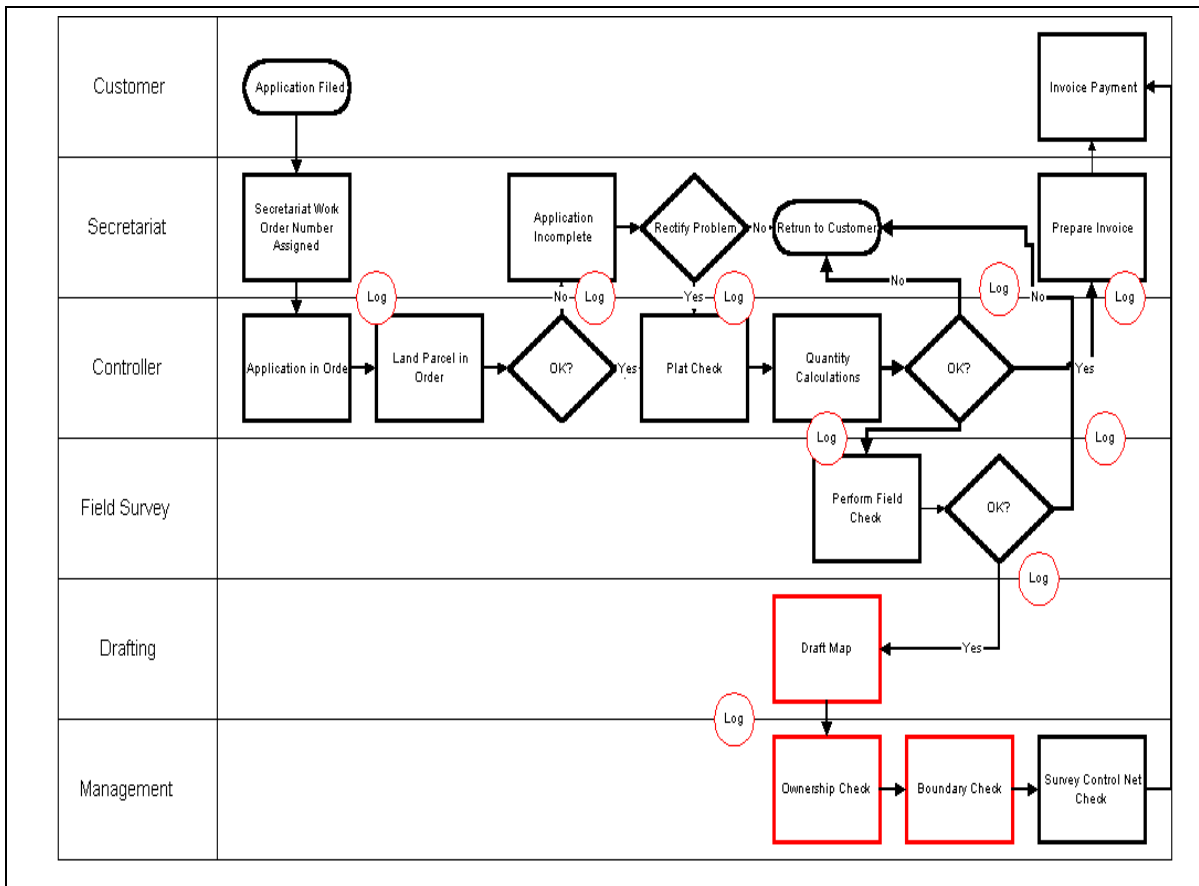 Customer
Application Filed
Invoice Payment
Secretariat
Secretariat Work
Order Number
Assigned
Application
Incomplete
Rectify Problem
No
Retrun to Customer
Prepare Invoice
Log
No
Log
Yes
Log
No
Log
No
Log
Controller
Application in Orde
Land Parcel in
Order
OK?
Yes
Plat Check
Quantity
Calculations
OK?
Yes
Log
Log
Field Survey
Perform Field
Check
OK?
Log
Drafting
Draft Map
Yes
Log
Management
Ownership Check
Boundary Check
Survey Control Net
Check